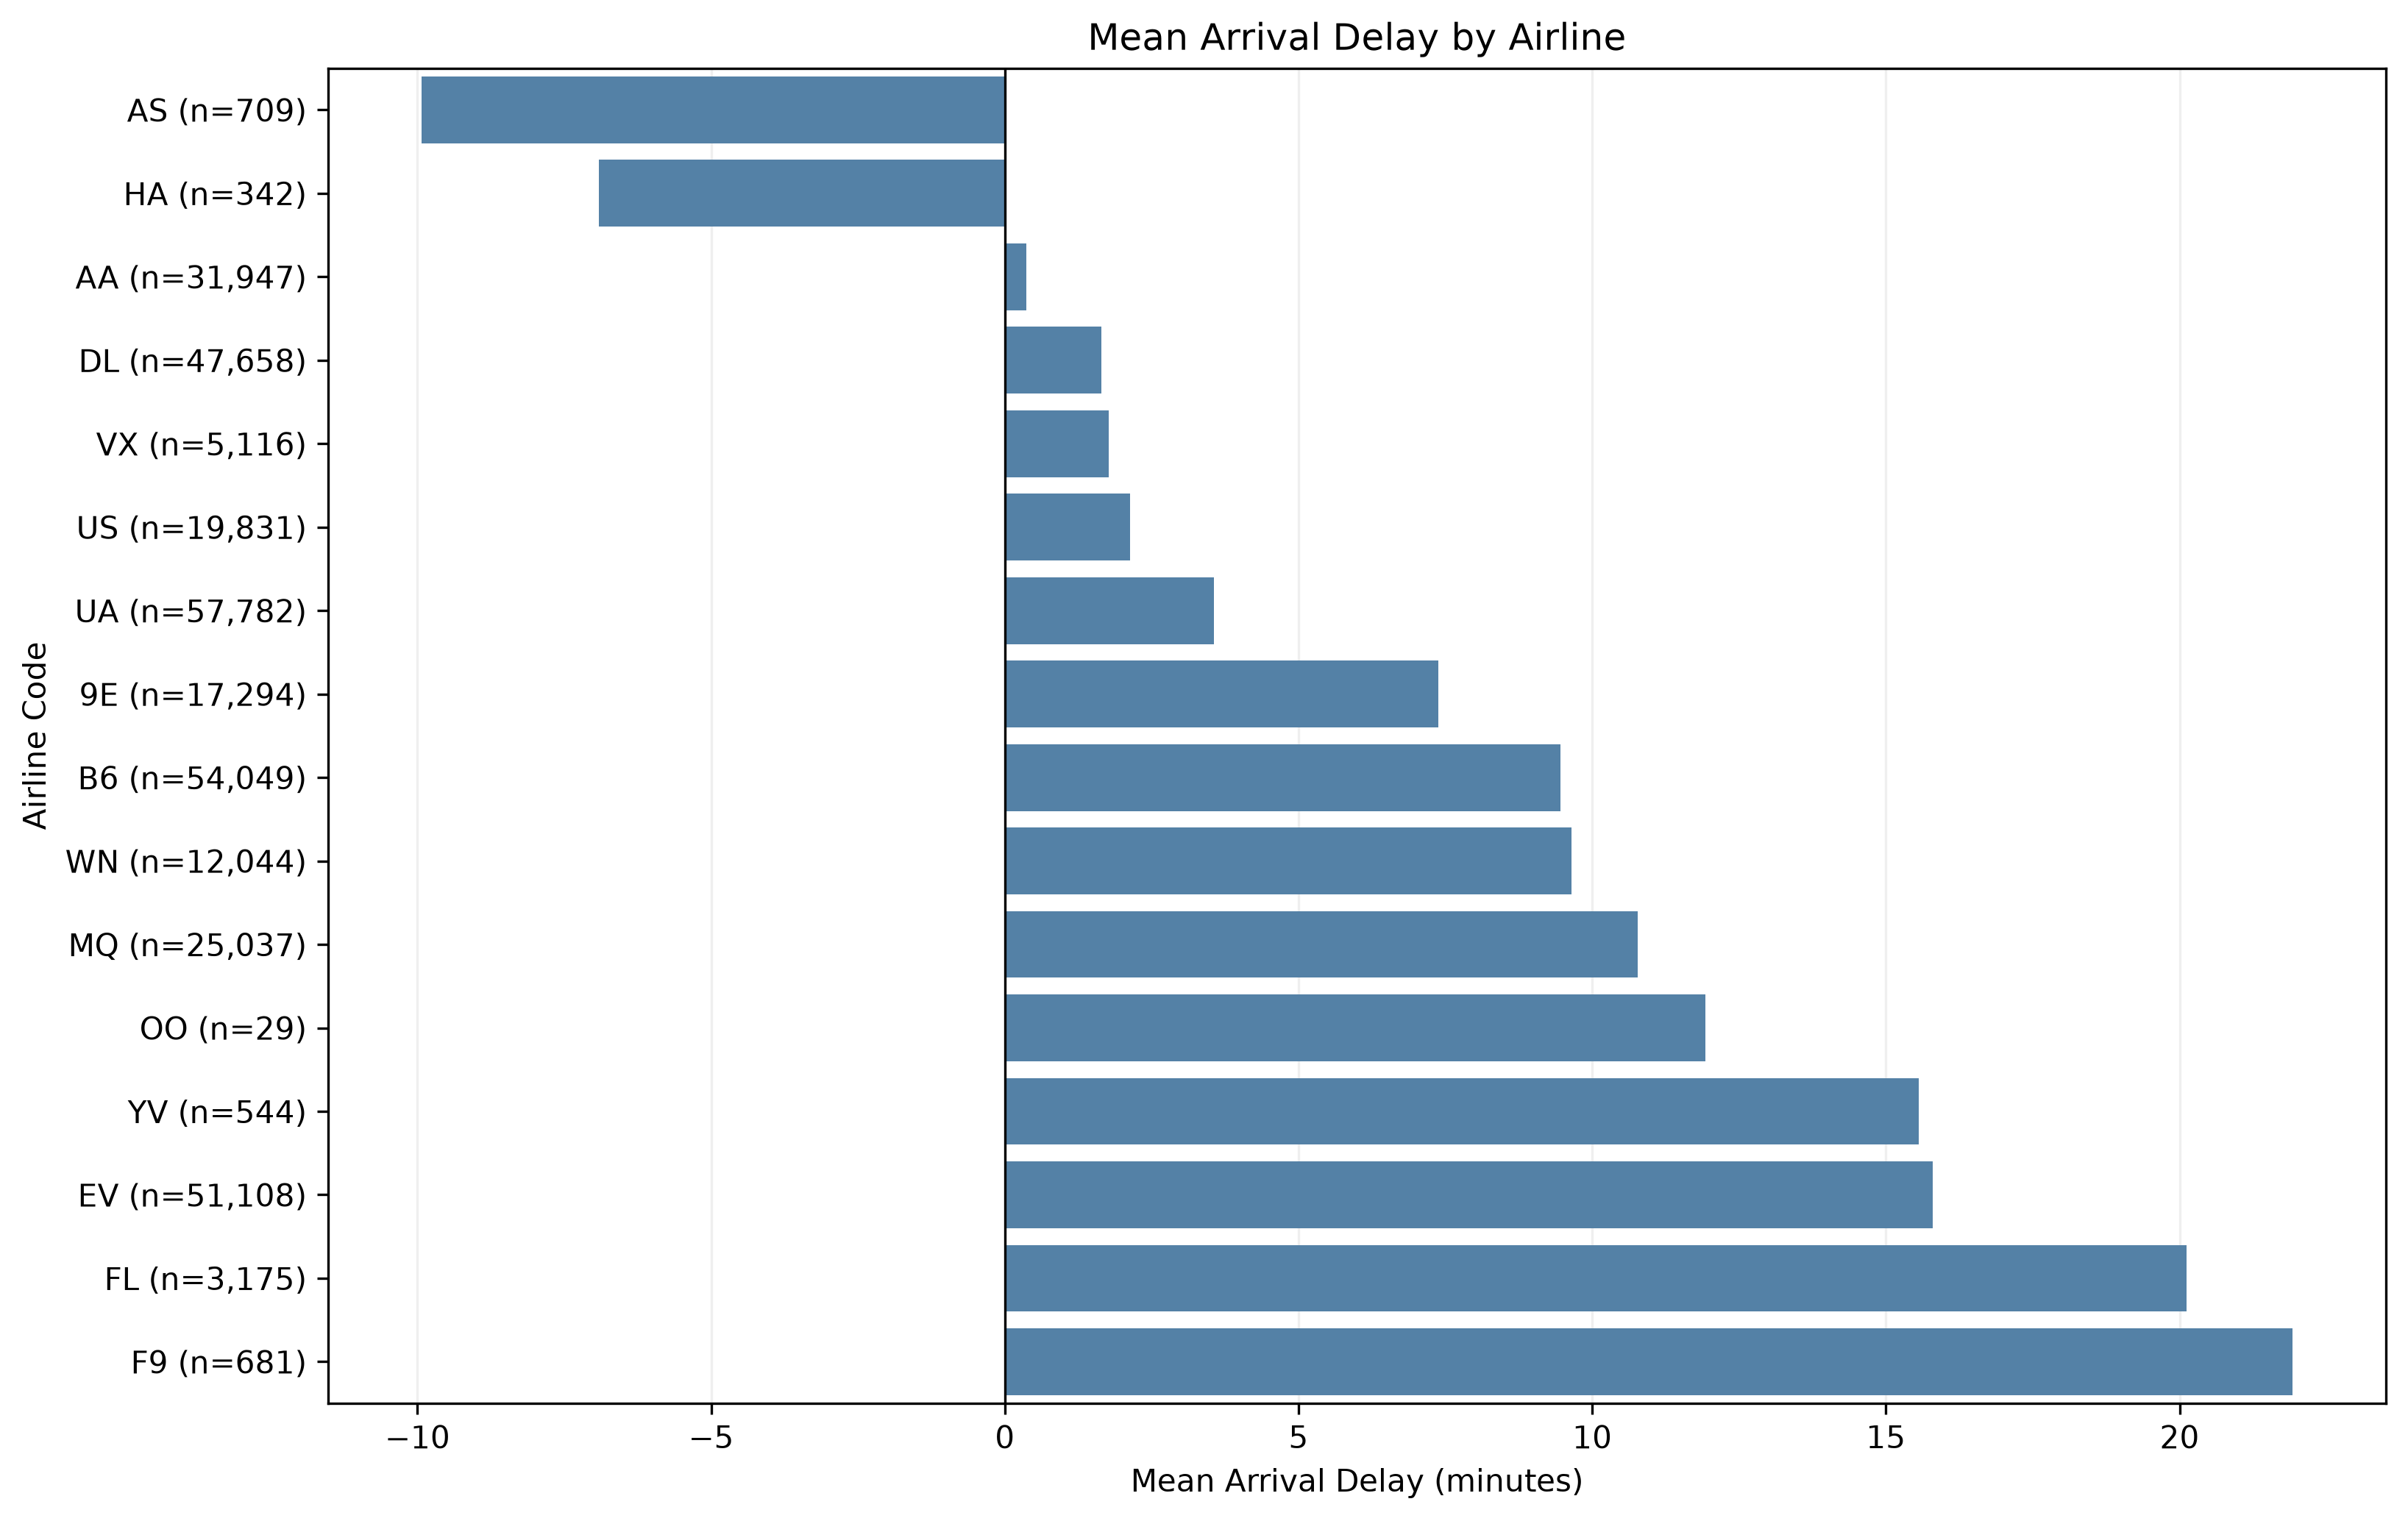 Mean Arrival Delay by Airline
Airline Code
AS (n=709)
HA (n=342)
AA (n=31,947)
DL (n=47,658)
VX (n=5,116)
US (n=19,831)
UA (n=57,782)
9E (n=17,294)
B6 (n=54,049)
WN (n=12,044)
MQ (n=25,037)
OO (n=29)
YV (n=544)
EV (n=51,108)
FL (n=3,175)
F9 (n=681)
−10 −5 0 5 10 15 20
Mean Arrival Delay (minutes)